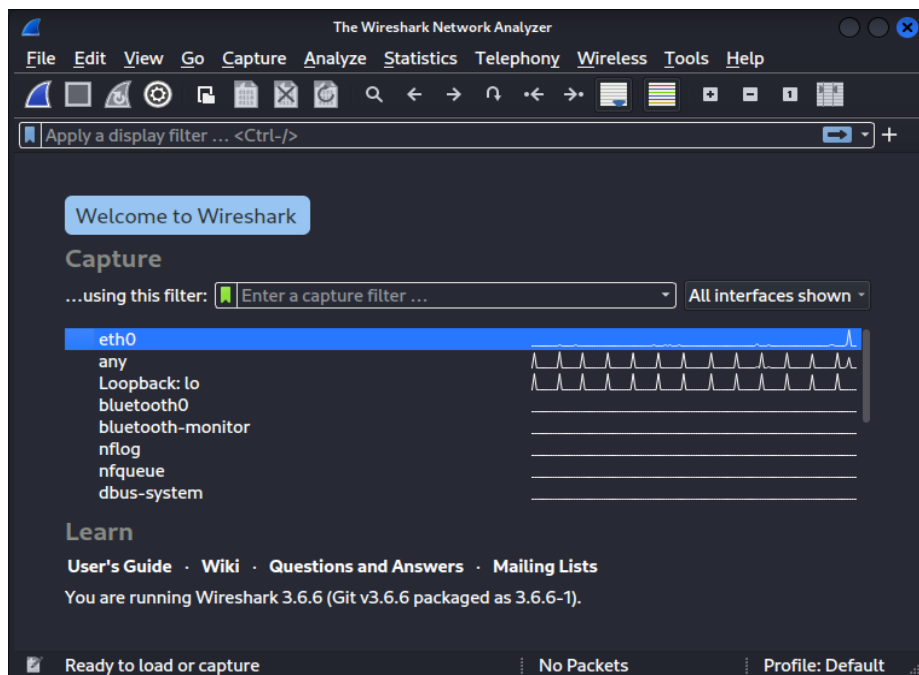 The Wireshark Network Analyzer
File Edit View Go Capture Analyze Statistics Telephony Wireless Tools Help
Apply a display filter … <Ctrl-/>
Welcome to Wireshark
Capture
…using this filter: Enter a capture filter … All interfaces shown
eth0
any
Loopback: lo
bluetooth0
bluetooth-monitor
nflog
nfqueue
dbus-system
Learn
User's Guide · Wiki · Questions and Answers · Mailing Lists
You are running Wireshark 3.6.6 (Git v3.6.6 packaged as 3.6.6-1).
Ready to load or capture No Packets Profile: Default